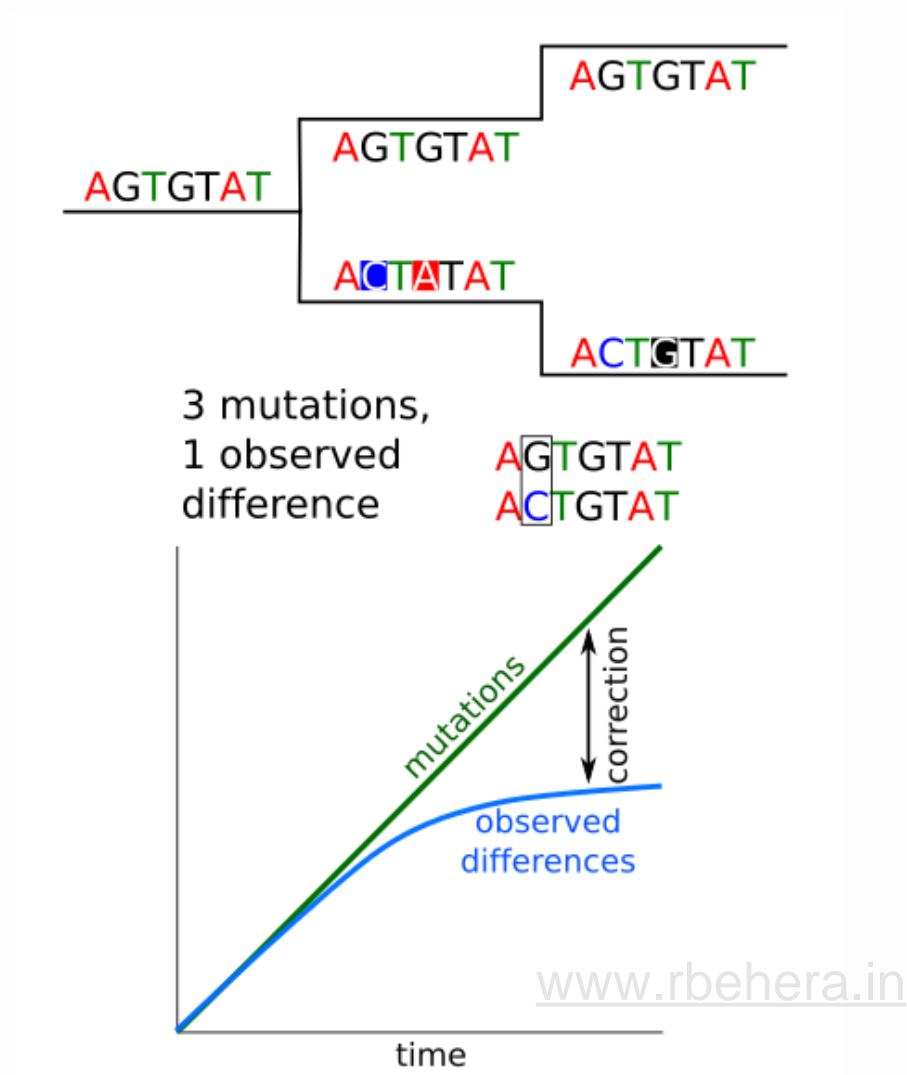 AGTGTAT
AGTGTAT
AGTGTAT
ACTATAT
ACTGTAT
3 mutations,
1 observed
difference
AGTGTAT
ACTGTAT
mutations
correction
observed
differences
www.rbehera.in
time